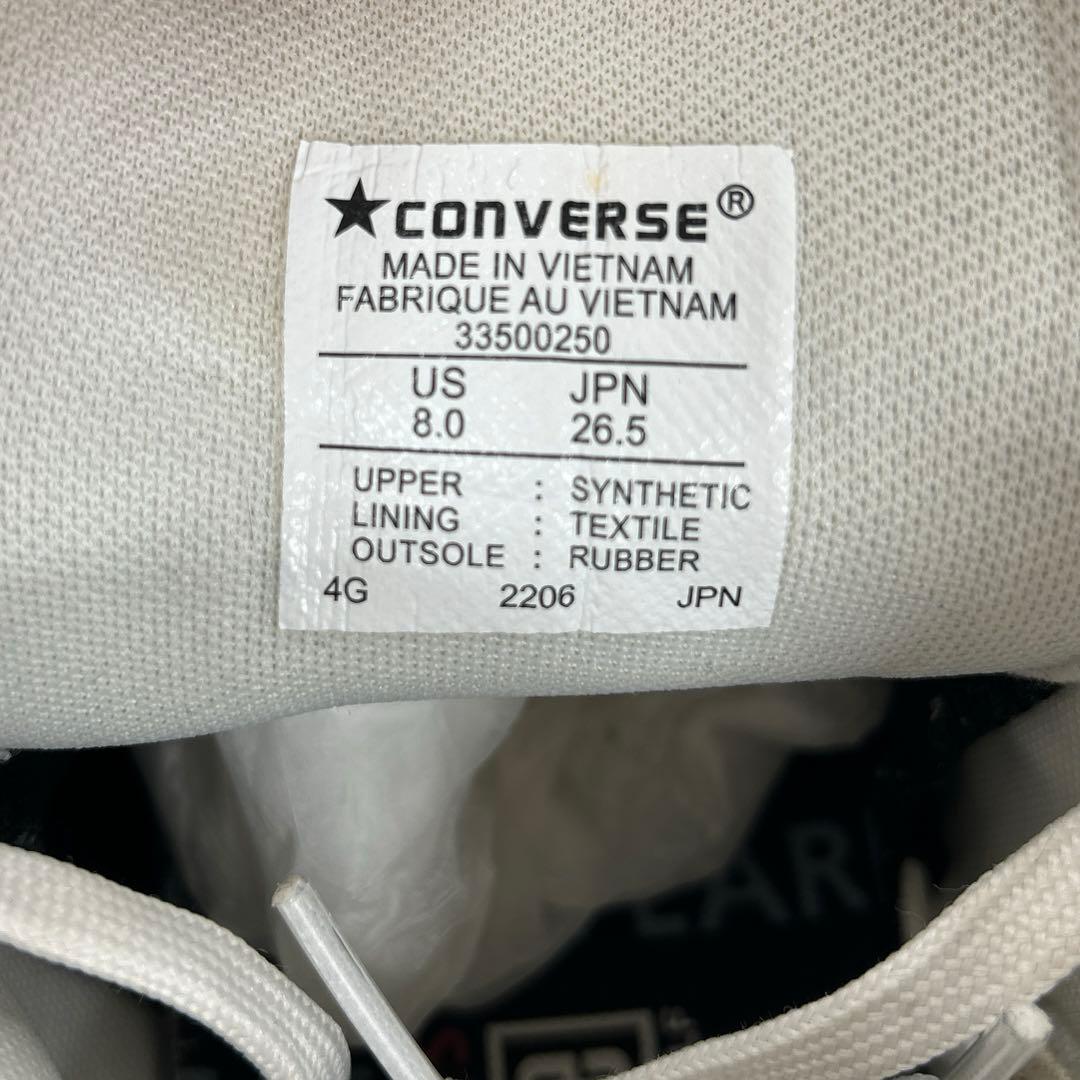 ★CONVERSE®
MADE IN VIETNAM
FABRIQUE AU VIETNAM
33500250
US JPN
8.0 26.5
UPPER : SYNTHETIC
LINING : TEXTILE
OUTSOLE : RUBBER
4G 2206 JPN